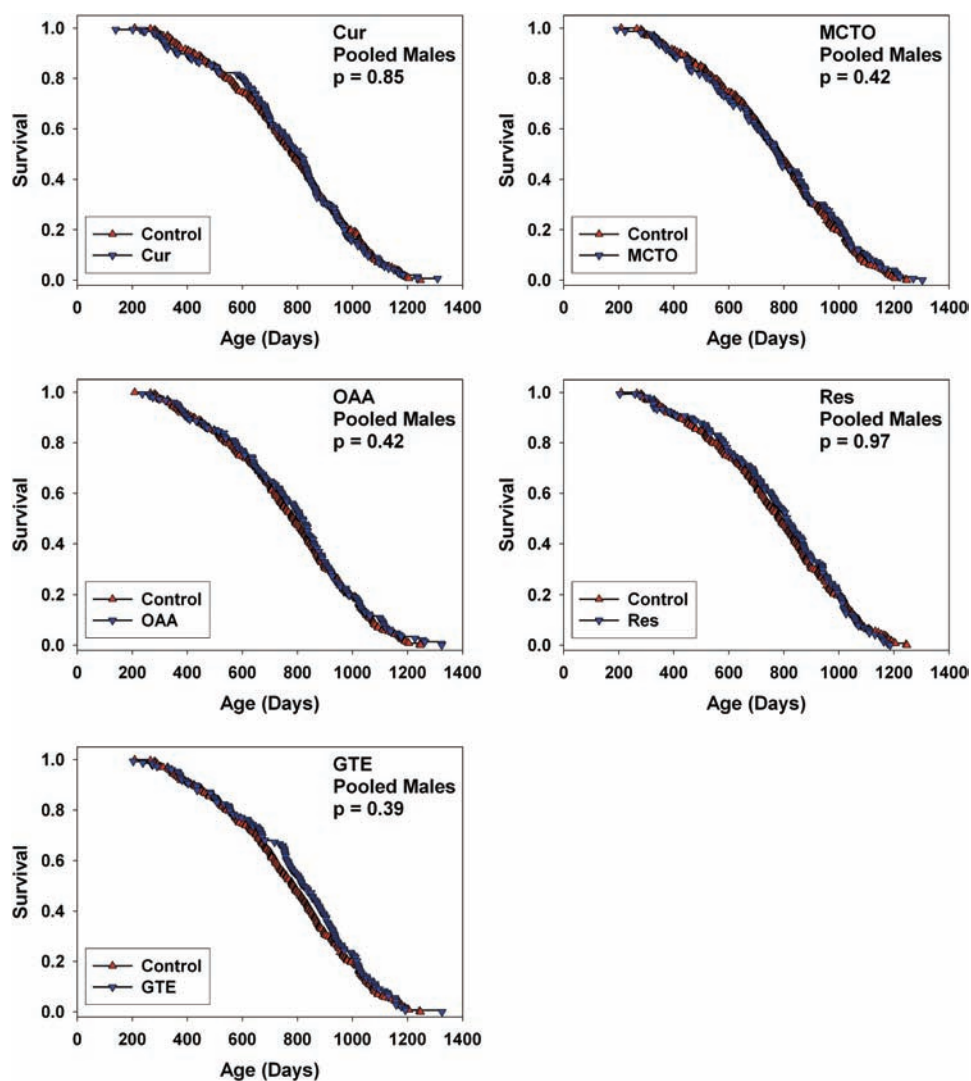 Cur
Pooled Males
p = 0.85
Survival
1.0
0.8
0.6
0.4
0.2
0.0
Control
Cur
0 200 400 600 800 1000 1200 1400
Age (Days)
MCTO
Pooled Males
p = 0.42
Survival
1.0
0.8
0.6
0.4
0.2
0.0
Control
MCTO
0 200 400 600 800 1000 1200 1400
Age (Days)
OAA
Pooled Males
p = 0.42
Survival
1.0
0.8
0.6
0.4
0.2
0.0
Control
OAA
0 200 400 600 800 1000 1200 1400
Age (Days)
Res
Pooled Males
p = 0.97
Survival
1.0
0.8
0.6
0.4
0.2
0.0
Control
Res
0 200 400 600 800 1000 1200 1400
Age (Days)
GTE
Pooled Males
p = 0.39
Survival
1.0
0.8
0.6
0.4
0.2
0.0
Control
GTE
0 200 400 600 800 1000 1200 1400
Age (Days)